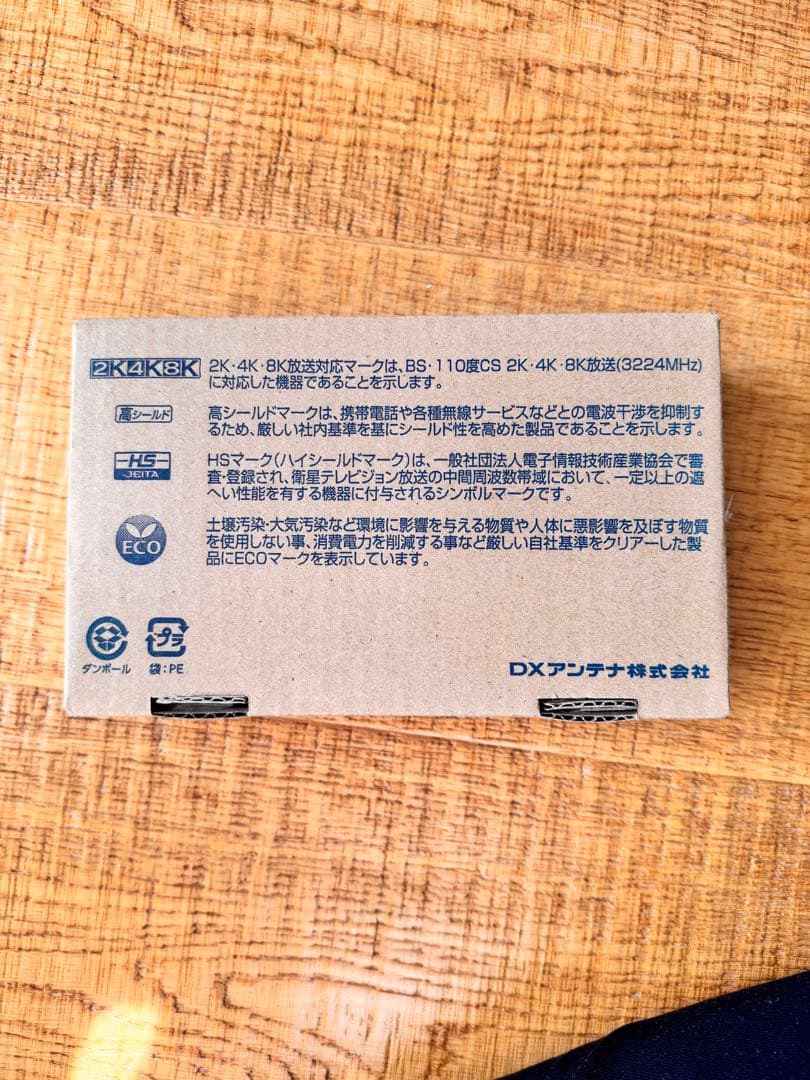 2K4K8K 2K・4K・8K放送対応マークは、BS・110度CS 2K・4K・8K放送(3224MHz)
に対応した機器であることを示します。
高シールド 高シールドマークは、携帯電話や各種無線サービスなどとの電波干渉を抑制す
るため、厳しい社内基準を基にシールド性を高めた製品であることを示します。
HS HSマーク(ハイシールドマーク)は、一般社団法人電子情報技術産業協会で審
JEITA 査・登録され、衛星テレビジョン放送の中間周波数帯域において、一定以上の遮
へい性能を有する機器に付与されるシンボルマークです。
土壌汚染・大気汚染など環境に影響を与える物質や人体に悪影響を及ぼす物質
ECO を使用しない事、消費電力を削減する事など厳しい自社基準をクリアーした製
品にECOマークを表示しています。
プラ
ダンボール 袋:PE
DXアンテナ株式会社